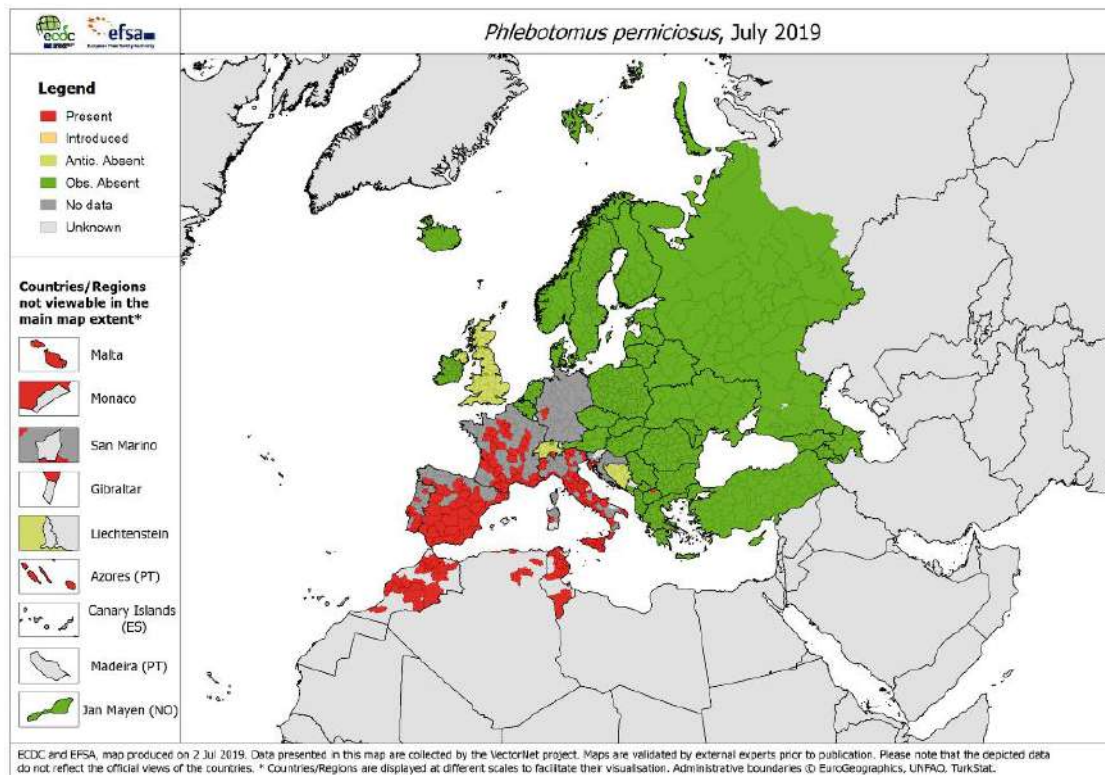 ecdc
efsa
Phlebotomus perniciosus, July 2019
Legend
Present
Introduced
Antic. Absent
Obs. Absent
No data
Unknown
Countries/Regions
not viewable in the
main map extent*
Malta
Monaco
San Marino
Gibraltar
Liechtenstein
Azores (PT)
Canary Islands
(ES)
Madeira (PT)
Jan Mayen (NO)
ECDC and EFSA, map produced on 2 Jul 2019. Data presented in this map are collected by the VectorNet project. Maps are validated by external experts prior to publication. Please note that the depicted data
do not reflect the official views of the countries. * Countries/Regions are displayed at different scales to facilitate their visualisation. Administrative boundaries © EuroGeographics, UNFAO, TurkStat.